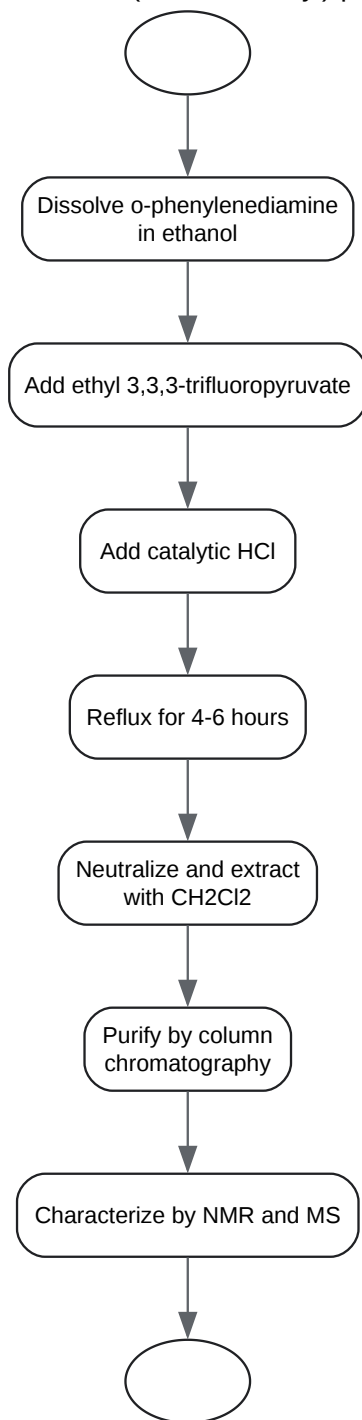 Dissolve o-phenylenediamine
in ethanol
Add ethyl 3,3,3-trifluoropyruvate
Add catalytic HCl
Reflux for 4-6 hours
Neutralize and extract
with CH2Cl2
Purify by column
chromatography
Characterize by NMR and MS